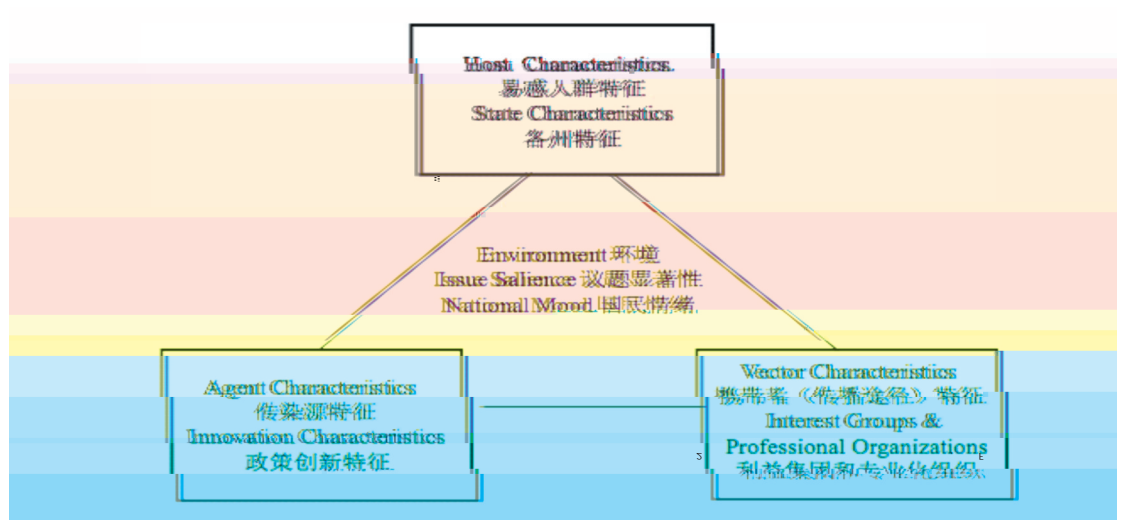 Host Characteristics
易感人群特征
State Characteristics
各州特征
Environment 环境
Issue Salience 议题显著性
National Mood 国民情绪
Agent Characteristics
传染源特征
Innovation Characteristics
政策创新特征
Vector Characteristics
携带者（传播途径）特征
Interest Groups &
Professional Organizations
利益集团和专业化组织